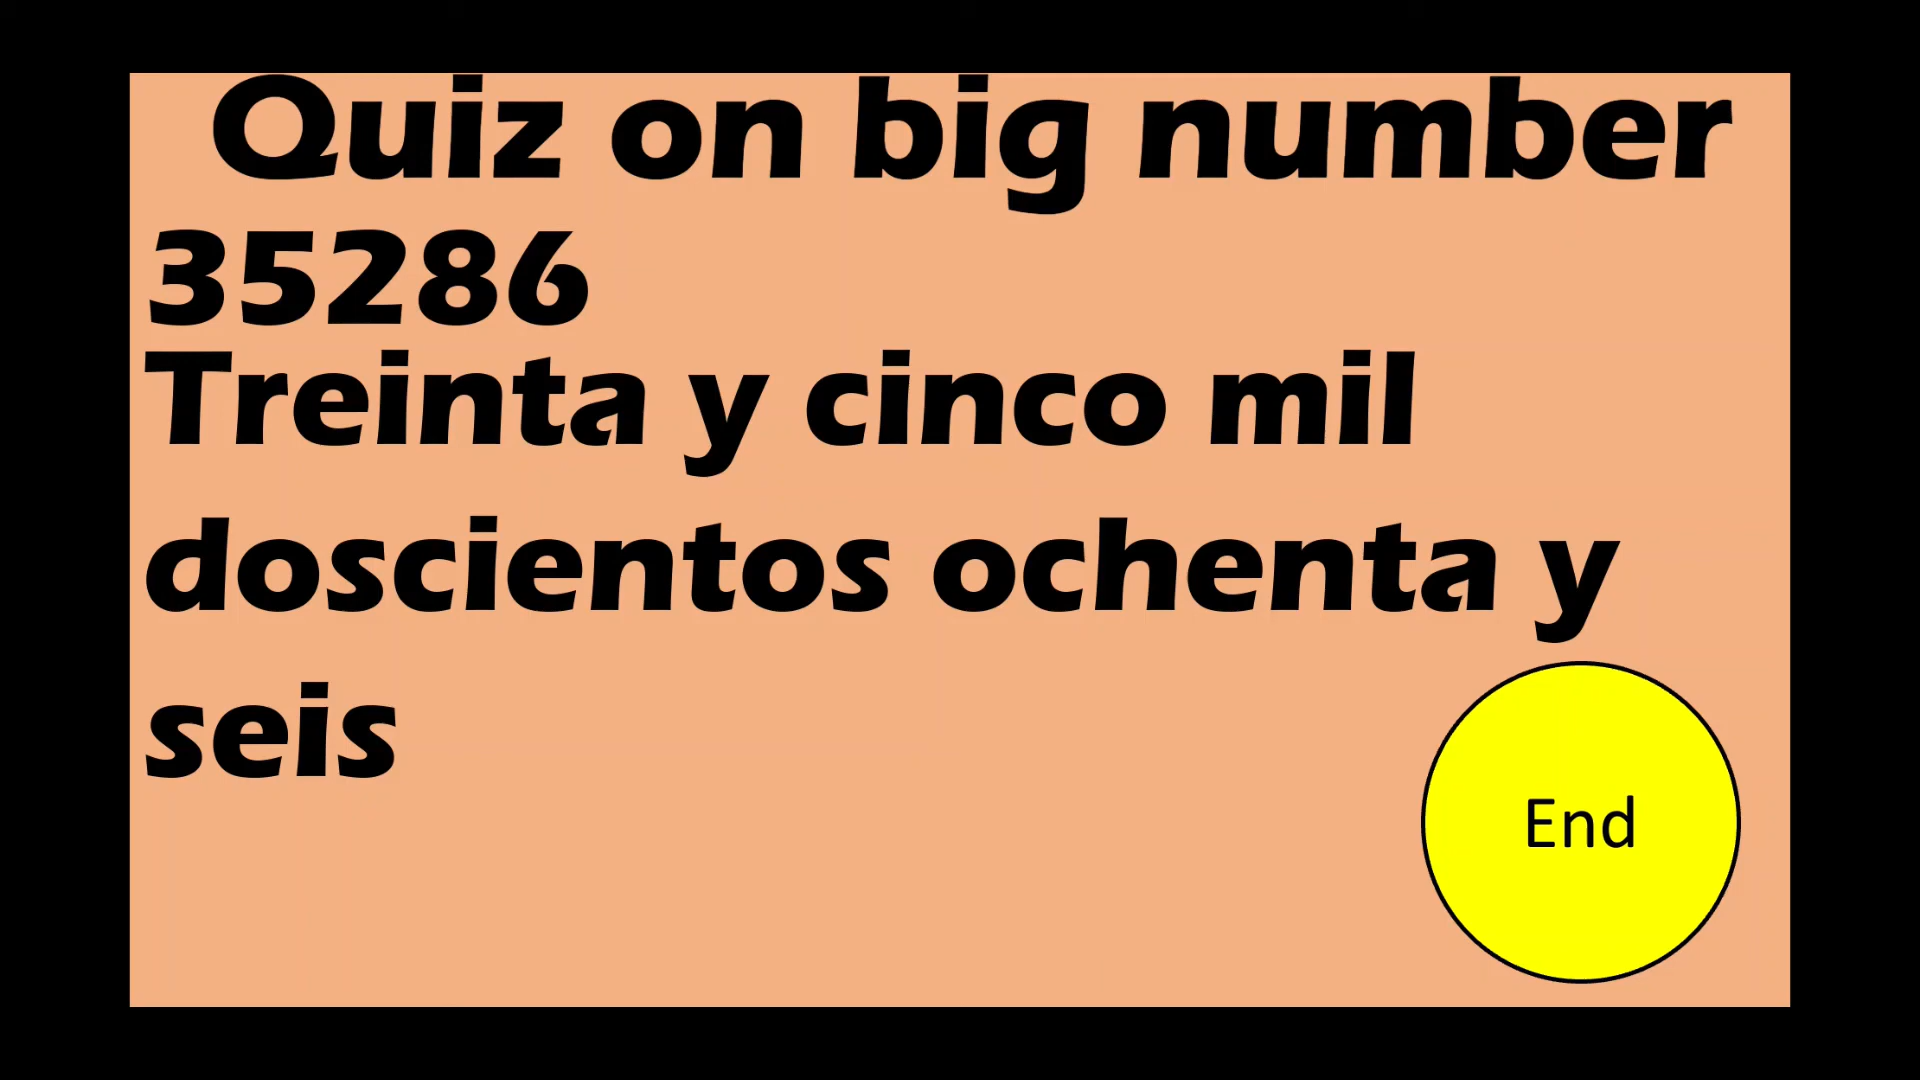 Quiz on big number
35286
Treinta y cinco mil
doscientos ochenta y
seis
End